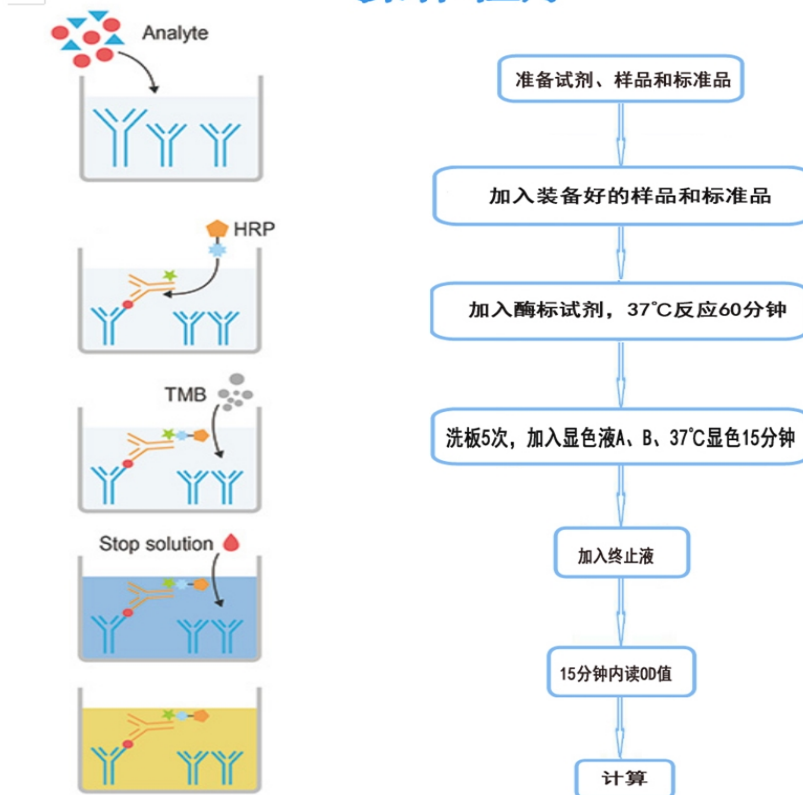 Analyte
准备试剂、样品和标准品
加入装备好的样品和标准品
HRP
加入酶标试剂，37℃反应60分钟
TMB
洗板5次，加入显色液A、B、37℃显色15分钟
Stop solution
加入终止液
15分钟内读OD值
计算